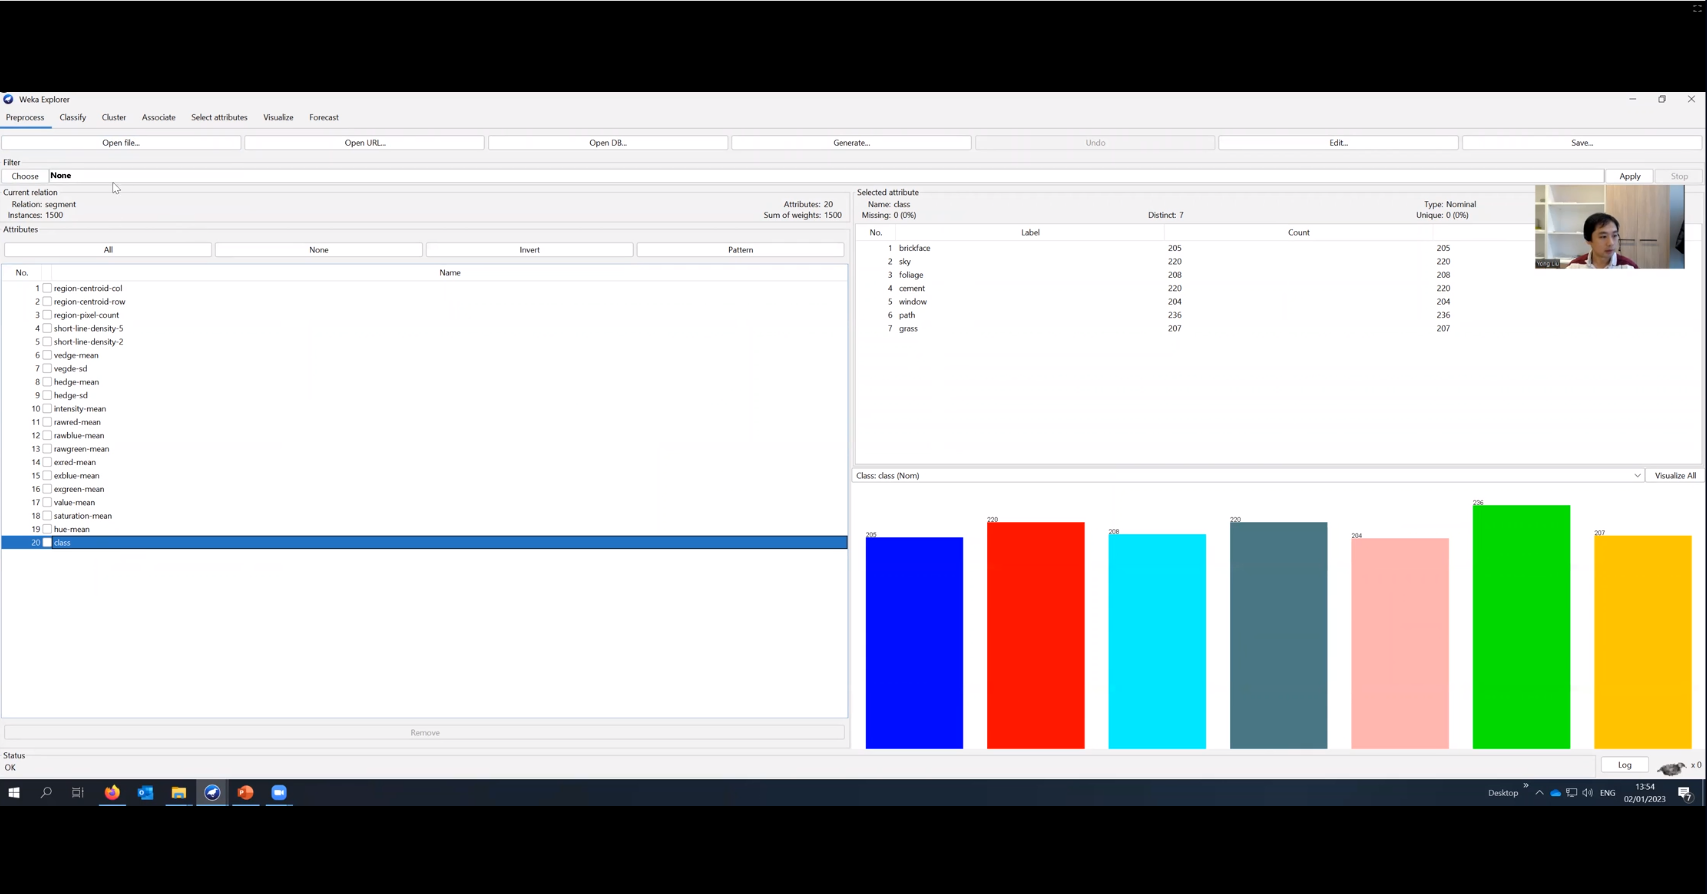 Weka Explorer
Preprocess Classify Cluster Associate Select attributes Visualize Forecast
Open file... Open URL... Open DB... Generate... Undo Edit... Save...
Filter
Choose None Apply Stop
Current relation
Relation: segment Attributes: 20
Instances: 1500 Sum of weights: 1500
Selected attribute
Name: class Type: Nominal
Missing: 0 (0%) Distinct: 7 Unique: 0 (0%)
Attributes
All None Invert Pattern
No. Name
1 region-centroid-col
2 region-centroid-row
3 region-pixel-count
4 short-line-density-5
5 short-line-density-2
6 vedge-mean
7 vegde-sd
8 hedge-mean
9 hedge-sd
10 intensity-mean
11 rawred-mean
12 rawblue-mean
13 rawgreen-mean
14 exred-mean
15 exblue-mean
16 exgreen-mean
17 value-mean
18 saturation-mean
19 hue-mean
20 class
Remove
No. Label Count
1 brickface 205 205
2 sky 220 220
3 foliage 208 208
4 cement 220 220
5 window 204 204
6 path 236 236
7 grass 207 207
Yong Liu
Class: class (Nom) Visualize All
205 220 208 220 204 236 207
Status
OK
Log x 0
Desktop ENG 13:54
02/01/2023 7